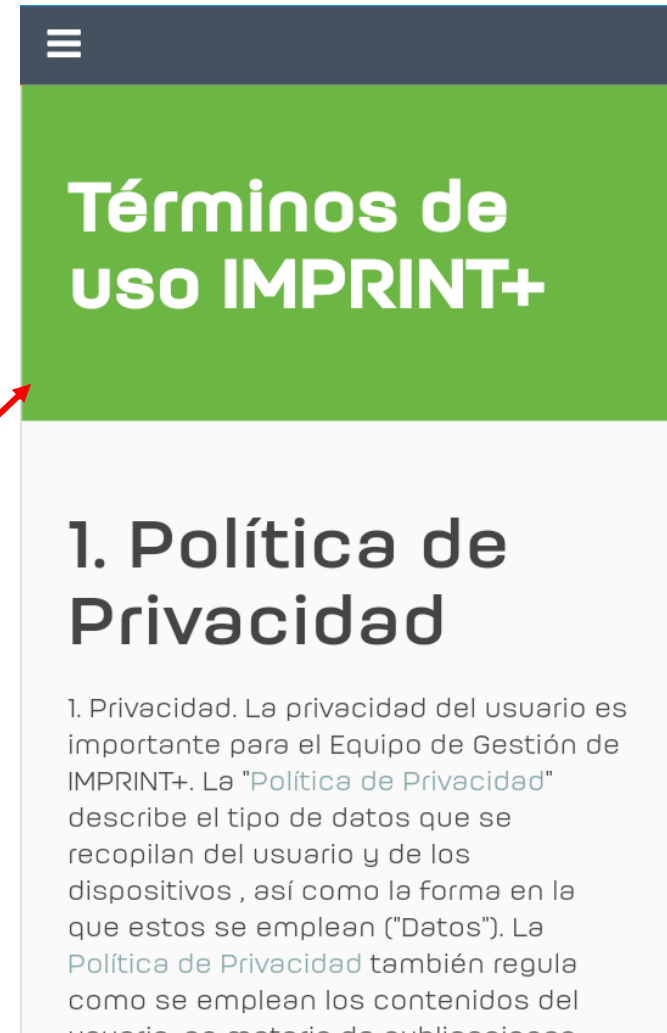 Términos de
uso IMPRINT+
1. Política de
Privacidad
1. Privacidad. La privacidad del usuario es
importante para el Equipo de Gestión de
IMPRINT+. La "Política de Privacidad"
describe el tipo de datos que se
recopilan del usuario y de los
dispositivos , así como la forma en la
que estos se emplean ("Datos"). La
Política de Privacidad también regula
como se emplean los contenidos del